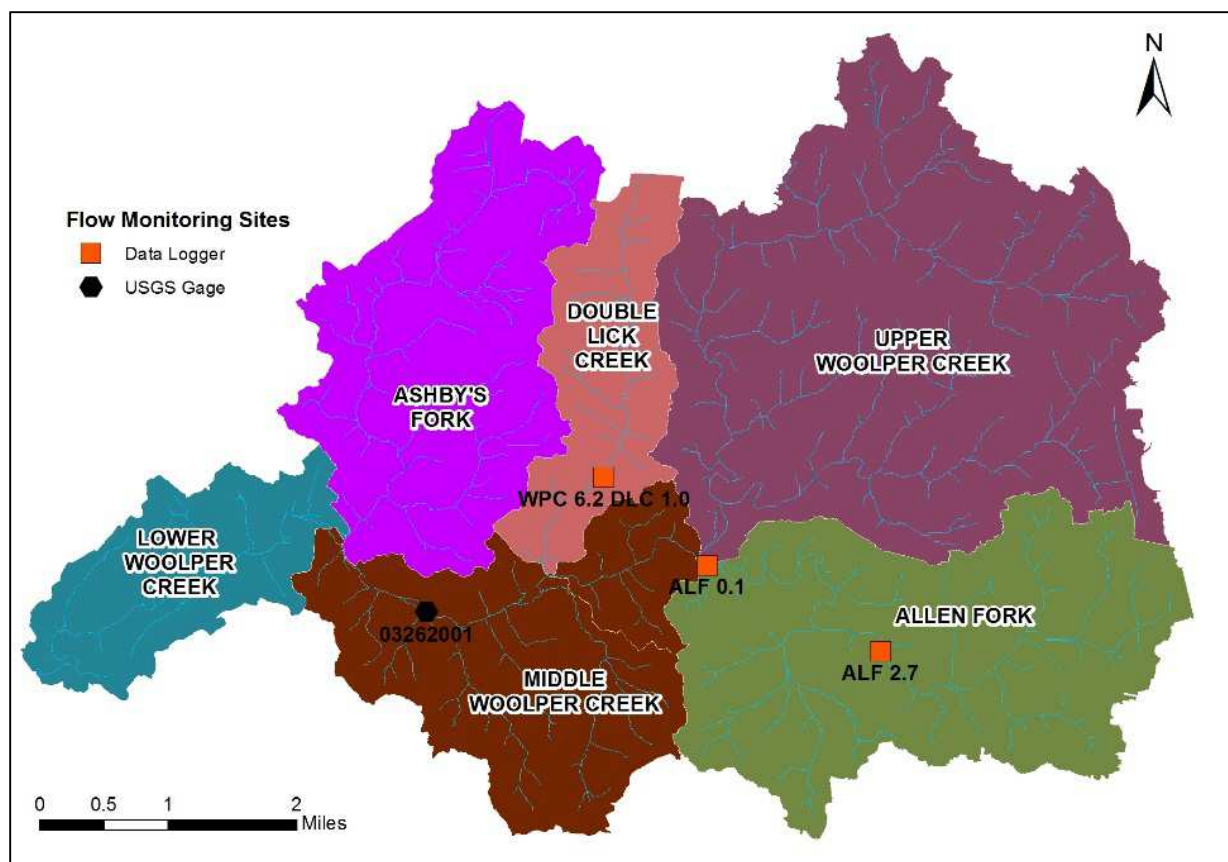 N
Flow Monitoring Sites
Data Logger
USGS Gage
DOUBLE
LICK
CREEK
UPPER
WOOLPER CREEK
ASHBY'S
FORK
WPC 6.2 DLC 1.0
LOWER
WOOLPER
CREEK
ALF 0.1
03262001
ALLEN FORK
ALF 2.7
MIDDLE
WOOLPER CREEK
0 0.5 1 2
Miles